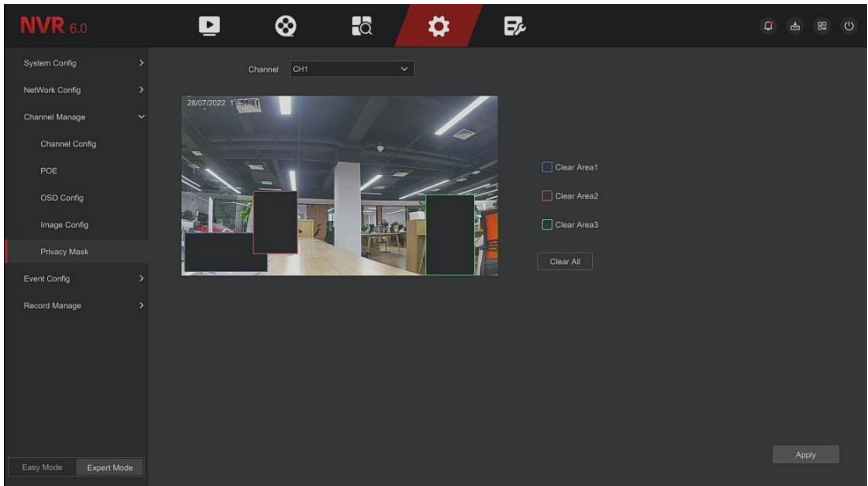 NVR 6.0
System Config
NetWork Config
Channel Manage
Channel Config
POE
OSD Config
Image Config
Privacy Mask
Event Config
Record Manage
Easy Mode
Expert Mode
Channel CH1
28/07/2022
Clear Area1
Clear Area2
Clear Area3
Clear All
Apply